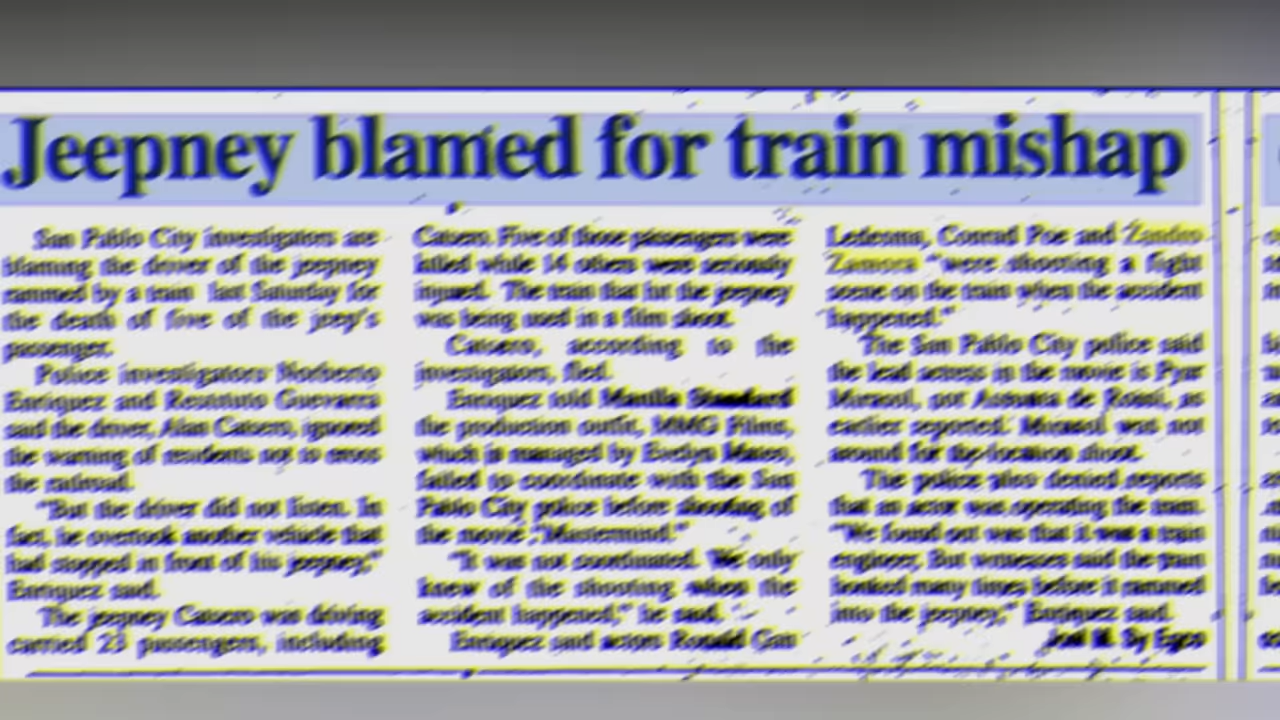 Jeepney blamed for train mishap
San Pablo City investigators are
blaming the driver of the jeepney
rammed by a train last Saturday for
the death of five of the jeep's
passenger.
Police investigators Norberto
Enriquez and Restituto Guevarra
said the driver, Alan Catsero, ignored
the warning of residents not to cross
the railroad.
"But the driver did not listen. In
fact, he overtook another vehicle that
had stopped in front of his jeepney,"
Enriquez said.
The jeepney Catsero was driving
carried 23 passengers, including
Catsero. Five of those passengers were
killed while 14 others were seriously
injured. The train that hit the jeepney
was being used in a film shoot.
Catsero, according to the
investigators, fled.
Enriquez told Manila Standard
the production outfit, MMG Films,
which is managed by Evelyn Mateo,
failed to coordinate with the San
Pablo City police before shooting of
the movie "Mastermind."
"It was not coordinated. We only
knew of the shooting when the
accident happened," he said.
Enriquez said actors Ronald Gan
Ledesma, Conrad Poe and Zandro
Zamora "were shooting a fight
scene on the train when the accident
happened."
The San Pablo City police said
the lead actress in the movie is Pyar
Mirasol, not Assunta de Rossi, as
earlier reported. Mirasol was not
around for the location shoot.
The police also denied reports
that an actor was operating the train.
"We found out was that it was a train
engineer. But witnesses said the train
honked many times before it rammed
into the jeepney," Enriquez said.
Joel M. Sy Egco